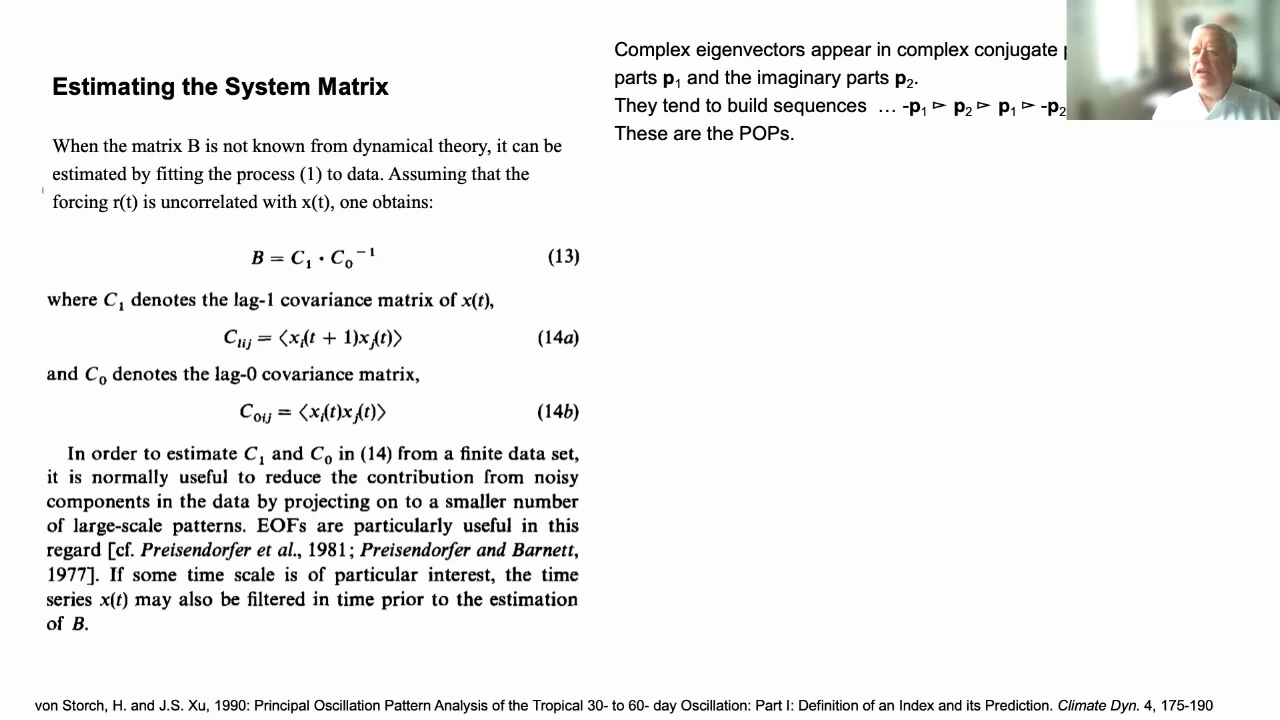 Estimating the System Matrix
When the matrix B is not known from dynamical theory, it can be
estimated by fitting the process (1) to data. Assuming that the
forcing r(t) is uncorrelated with x(t), one obtains:
B = C₁ · C₀⁻¹ (13)
where C₁ denotes the lag-1 covariance matrix of x(t),
C₁ᵢⱼ = ⟨xᵢ(t + 1)xⱼ(t)⟩ (14a)
and C₀ denotes the lag-0 covariance matrix,
C₀ᵢⱼ = ⟨xᵢ(t)xⱼ(t)⟩ (14b)
In order to estimate C₁ and C₀ in (14) from a finite data set,
it is normally useful to reduce the contribution from noisy
components in the data by projecting on to a smaller number
of large-scale patterns. EOFs are particularly useful in this
regard [cf. Preisendorfer et al., 1981; Preisendorfer and Barnett,
1977]. If some time scale is of particular interest, the time
series x(t) may also be filtered in time prior to the estimation
of B.
Complex eigenvectors appear in complex conjugate
parts p₁ and the imaginary parts p₂.
They tend to build sequences … -p₁ ⊳ p₂ ⊳ p₁ ⊳ -p₂
These are the POPs.
von Storch, H. and J.S. Xu, 1990: Principal Oscillation Pattern Analysis of the Tropical 30- to 60- day Oscillation: Part I: Definition of an Index and its Prediction. Climate Dyn. 4, 175-190